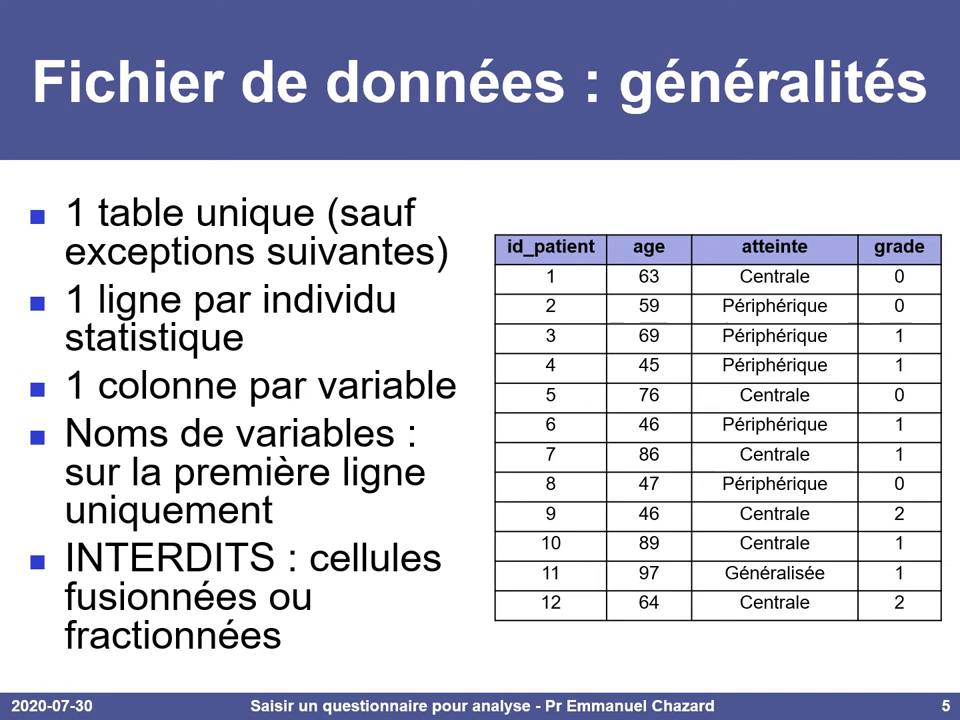 Fichier de données : généralités
1 table unique (sauf
exceptions suivantes)
1 ligne par individu
statistique
1 colonne par variable
Noms de variables :
sur la première ligne
uniquement
INTERDITS : cellules
fusionnées ou
fractionnées
id_patient age atteinte grade
1 63 Centrale 0
2 59 Périphérique 0
3 69 Périphérique 1
4 45 Périphérique 1
5 76 Centrale 0
6 46 Périphérique 1
7 86 Centrale 1
8 47 Périphérique 0
9 46 Centrale 2
10 89 Centrale 1
11 97 Généralisée 1
12 64 Centrale 2
2020-07-30 Saisir un questionnaire pour analyse - Pr Emmanuel Chazard 5